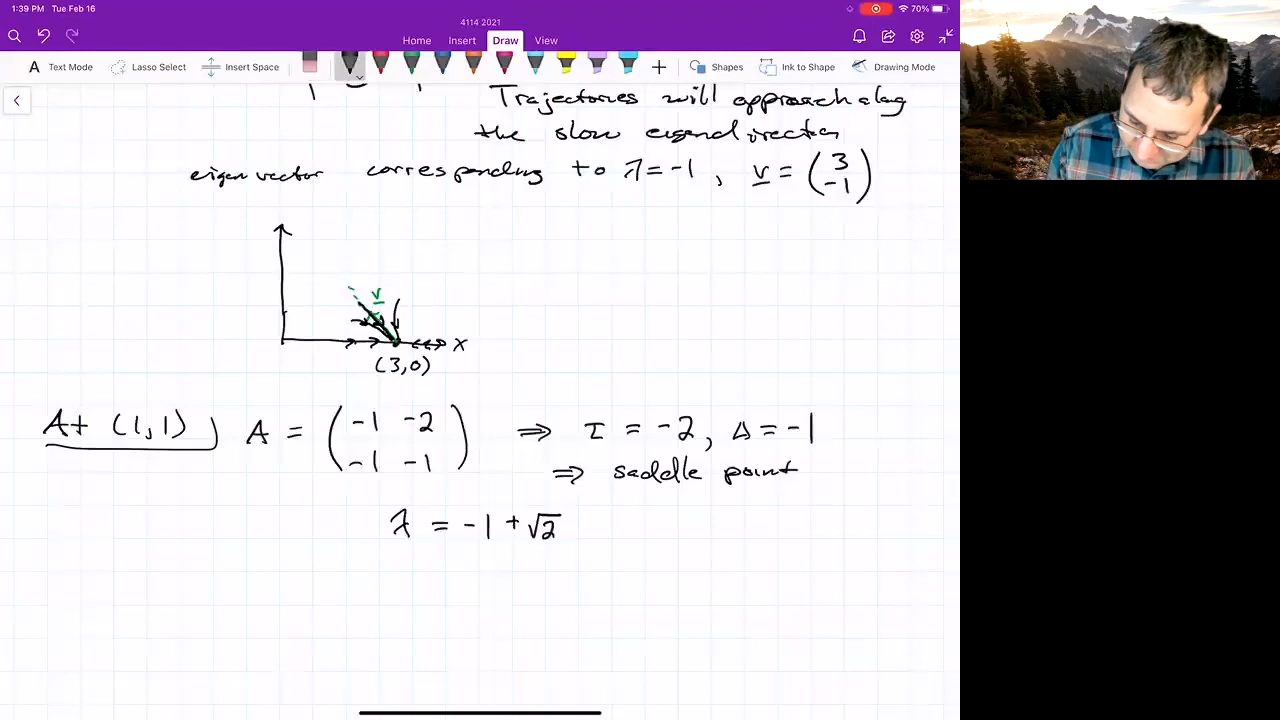 1:39 PM Tue Feb 16
70%
4114 2021
Home Insert Draw View
Text Mode Lasso Select Insert Space Shapes Ink to Shape Drawing Mode
Trajectories will approach along
the slow eigendirection
eigenvector corresponding to λ = -1 , v = (3 -1)
v
x
(3,0)
At (1,1) A = (-1 -2
-1 -1) ⇒ τ = -2, Δ = -1
⇒ saddle point
λ = -1 + √2